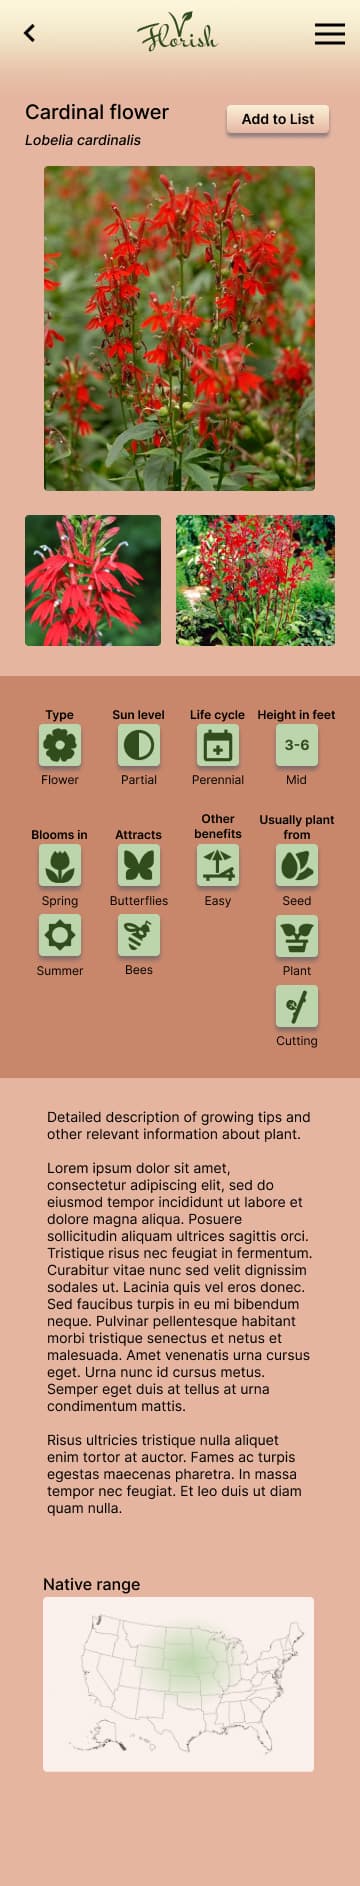 Florish
Cardinal flower
Lobelia cardinalis
Add to List
Type
Sun level
Life cycle
Height in feet
3-6
Flower
Partial
Perennial
Mid
Blooms in
Attracts
Other
benefits
Usually plant
from
Spring
Butterflies
Easy
Seed
Summer
Bees
Plant
Cutting
Detailed description of growing tips and
other relevant information about plant.
Lorem ipsum dolor sit amet,
consectetur adipiscing elit, sed do
eiusmod tempor incididunt ut labore et
dolore magna aliqua. Posuere
sollicitudin aliquam ultrices sagittis orci.
Tristique risus nec feugiat in fermentum.
Curabitur vitae nunc sed velit dignissim
sodales ut. Lacinia quis vel eros donec.
Sed faucibus turpis in eu mi bibendum
neque. Pulvinar pellentesque habitant
morbi tristique senectus et netus et
malesuada. Amet venenatis urna cursus
eget. Urna nunc id cursus metus.
Semper eget duis at tellus at urna
condimentum mattis.
Risus ultricies tristique nulla aliquet
enim tortor at auctor. Fames ac turpis
egestas maecenas pharetra. In massa
tempor nec feugiat. Et leo duis ut diam
quam nulla.
Native range